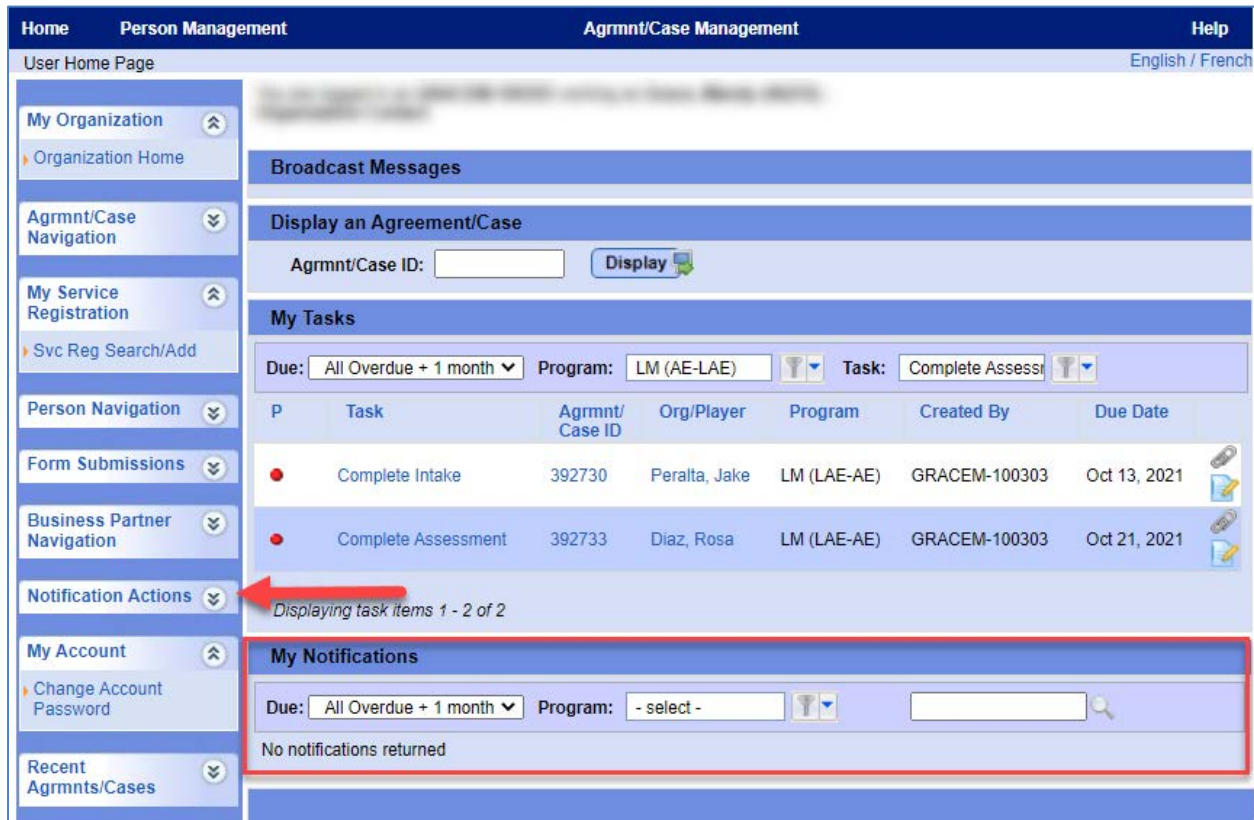 Home Person Management Agrmnt/Case Management Help
User Home Page English / French
My Organization
Organization Home
Agrmnt/Case
Navigation
My Service
Registration
Svc Reg Search/Add
Person Navigation
Form Submissions
Business Partner
Navigation
Notification Actions
My Account
Change Account
Password
Recent
Agrmnts/Cases
Broadcast Messages
Display an Agreement/Case
Agrmnt/Case ID: Display
My Tasks
Due: All Overdue + 1 month Program: LM (AE-LAE) Task: Complete Assessr
P Task Agrmnt/ Org/Player Program Created By Due Date
Case ID
Complete Intake 392730 Peralta, Jake LM (LAE-AE) GRACEM-100303 Oct 13, 2021
Complete Assessment 392733 Diaz, Rosa LM (LAE-AE) GRACEM-100303 Oct 21, 2021
Displaying task items 1 - 2 of 2
My Notifications
Due: All Overdue + 1 month Program: - select -
No notifications returned